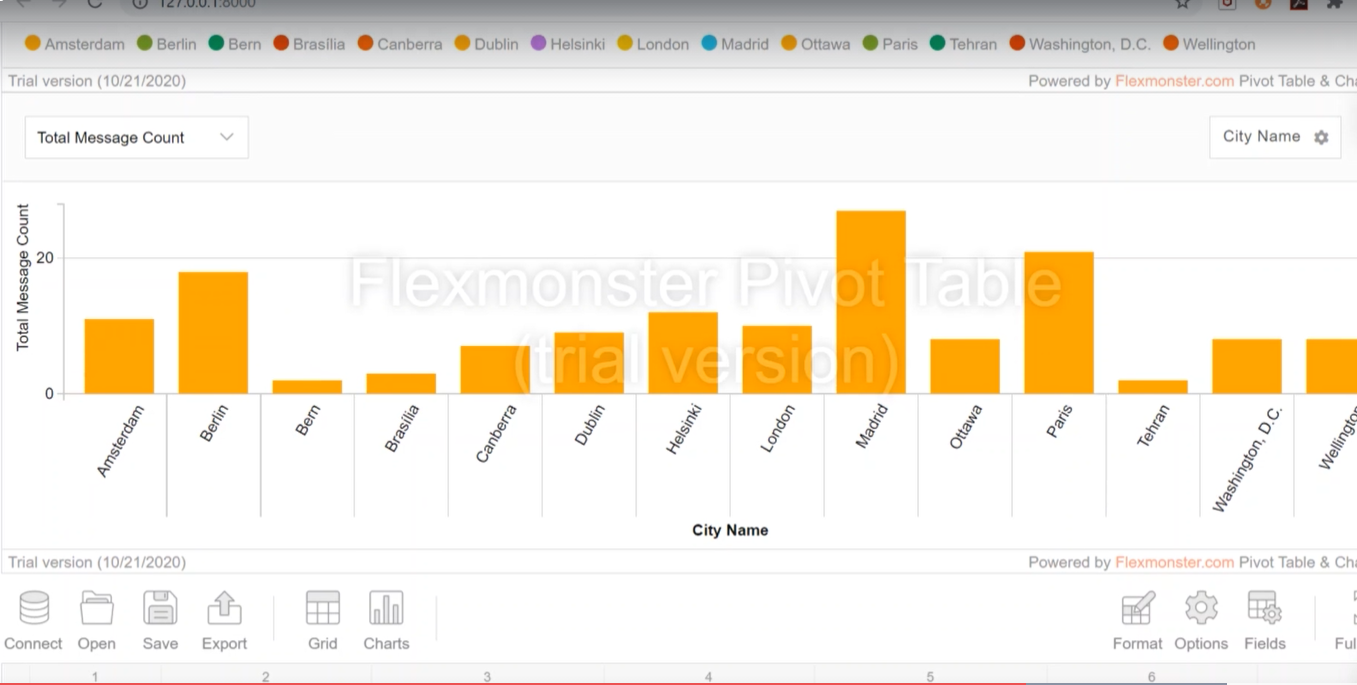 127.0.0.1:8000
Amsterdam Berlin Bern Brasília Canberra Dublin Helsinki London Madrid Ottawa Paris Tehran Washington, D.C. Wellington
Trial version (10/21/2020) Powered by Flexmonster.com Pivot Table & Cha
Total Message Count City Name
Total Message Count
20
0
Flexmonster Pivot Table
(trial version)
Amsterdam Berlin Bern Brasília Canberra Dublin Helsinki London Madrid Ottawa Paris Tehran Washington, D.C. Wellington
City Name
Trial version (10/21/2020) Powered by Flexmonster.com Pivot Table & Cha
Connect Open Save Export Grid Charts Format Options Fields Ful
1 2 3 4 5 6